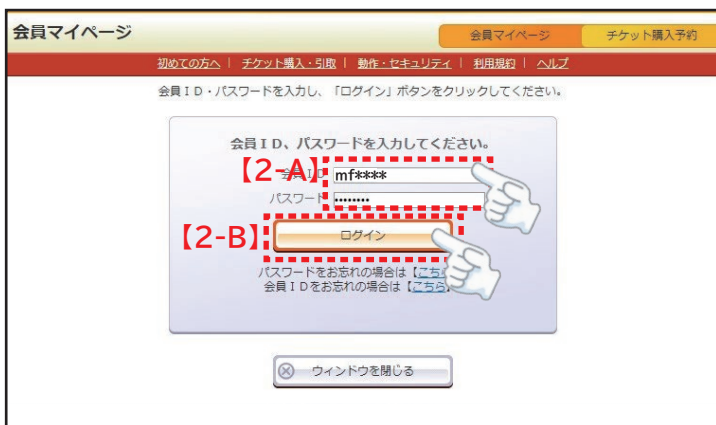 会員マイページ
会員マイページ チケット購入予約
初めての方へ | チケット購入・引取 | 動作・セキュリティ | 利用規約 | ヘルプ
会員ID・パスワードを入力し、「ログイン」ボタンをクリックしてください。
会員ID、パスワードを入力してください。
【2-A】 会員ID mf****
パスワード ••••••••
【2-B】 ログイン
パスワードをお忘れの場合は【こちら
会員IDをお忘れの場合は【こちら】
ウィンドウを閉じる